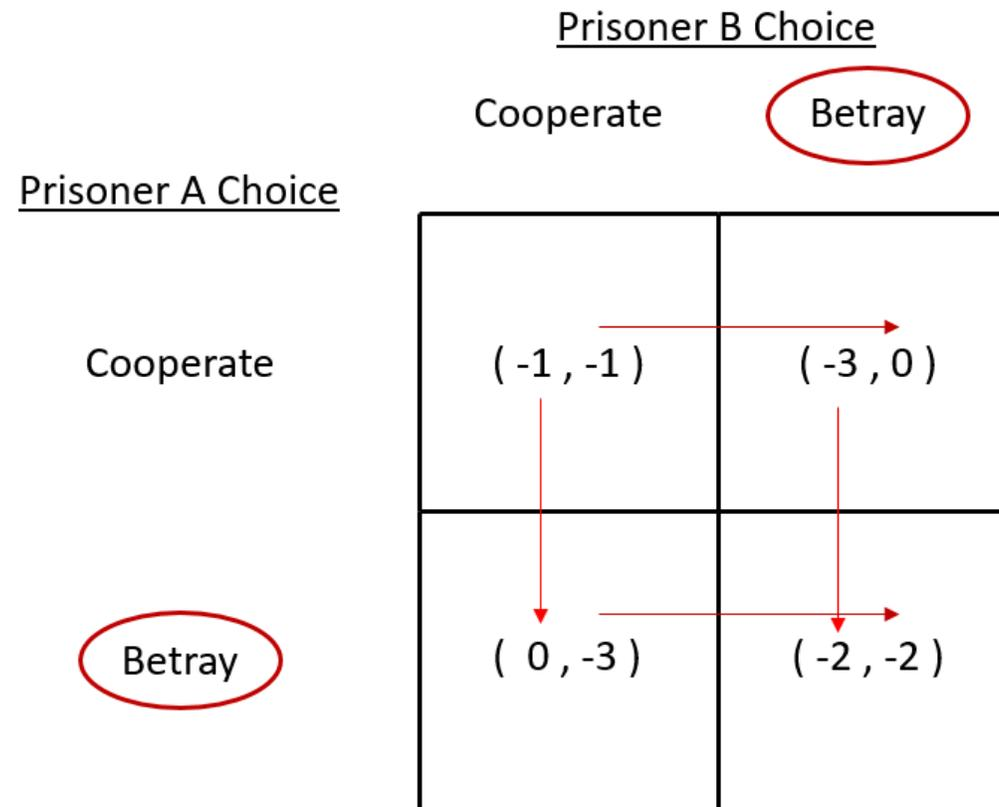 Prisoner B Choice
Cooperate Betray
Prisoner A Choice
Cooperate ( -1 , -1 ) ( -3 , 0 )
Betray ( 0 , -3 ) ( -2 , -2 )